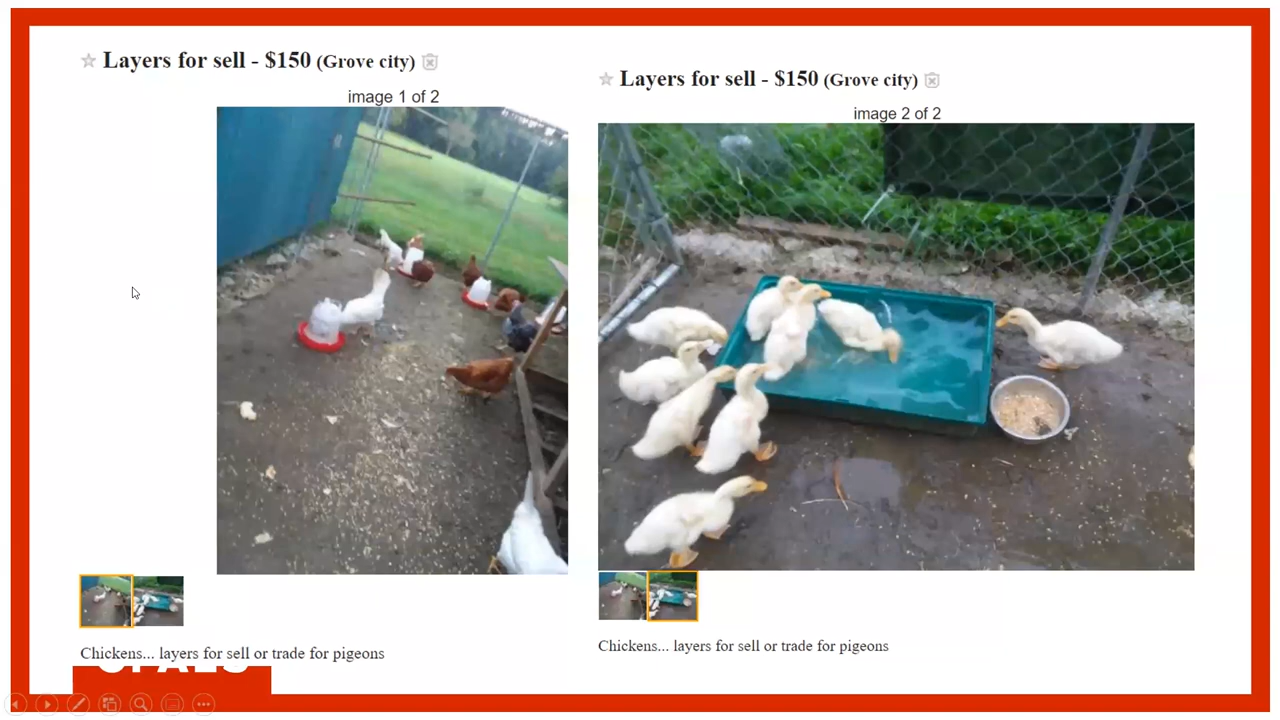 Layers for sell - $150 (Grove city)
image 1 of 2
Chickens... layers for sell or trade for pigeons
Layers for sell - $150 (Grove city)
image 2 of 2
Chickens... layers for sell or trade for pigeons